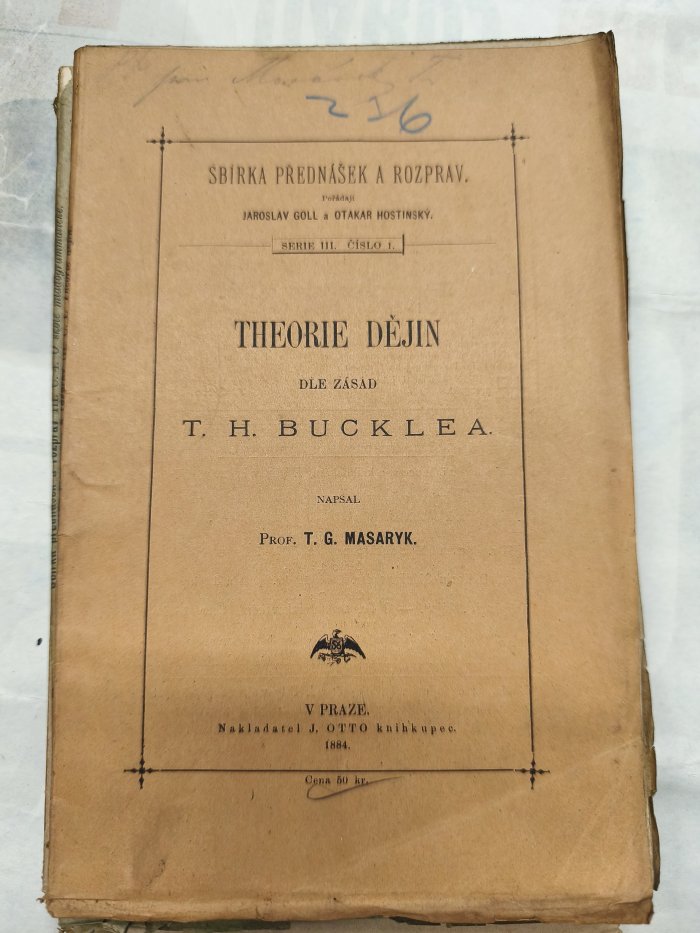 236
SBÍRKA PŘEDNÁŠEK A ROZPRAV.
Pořádají
JAROSLAV GOLL a OTAKAR HOSTINSKÝ.
SERIE III. ČÍSLO 1.
THEORIE DĚJIN
DLE ZÁSAD
T. H. BUCKLEA.
NAPSAL
PROF. T. G. MASARYK.
V PRAZE.
Nakladatel J. OTTO knihkupec.
1884.
Cena 50 kr.